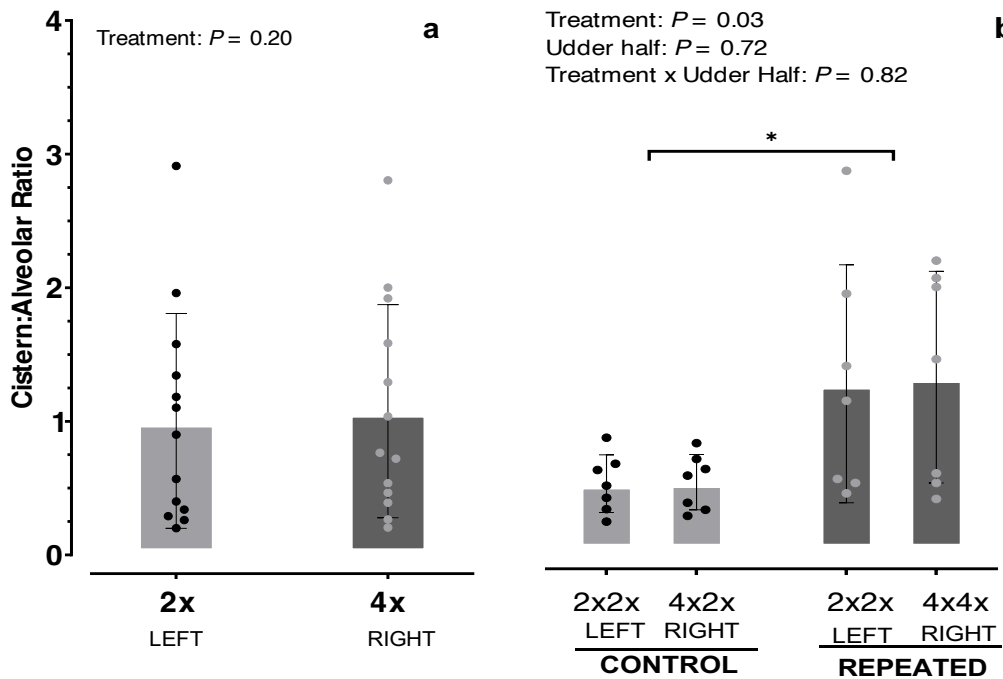 4
3
2
1
0
Cistern:Alveolar Ratio
Treatment: P = 0.20
a
2x
4x
LEFT
RIGHT
Treatment: P = 0.03
Udder half: P = 0.72
Treatment x Udder Half: P = 0.82
b
*
2x2x 4x2x 2x2x 4x4x
LEFT RIGHT LEFT RIGHT
CONTROL REPEATED